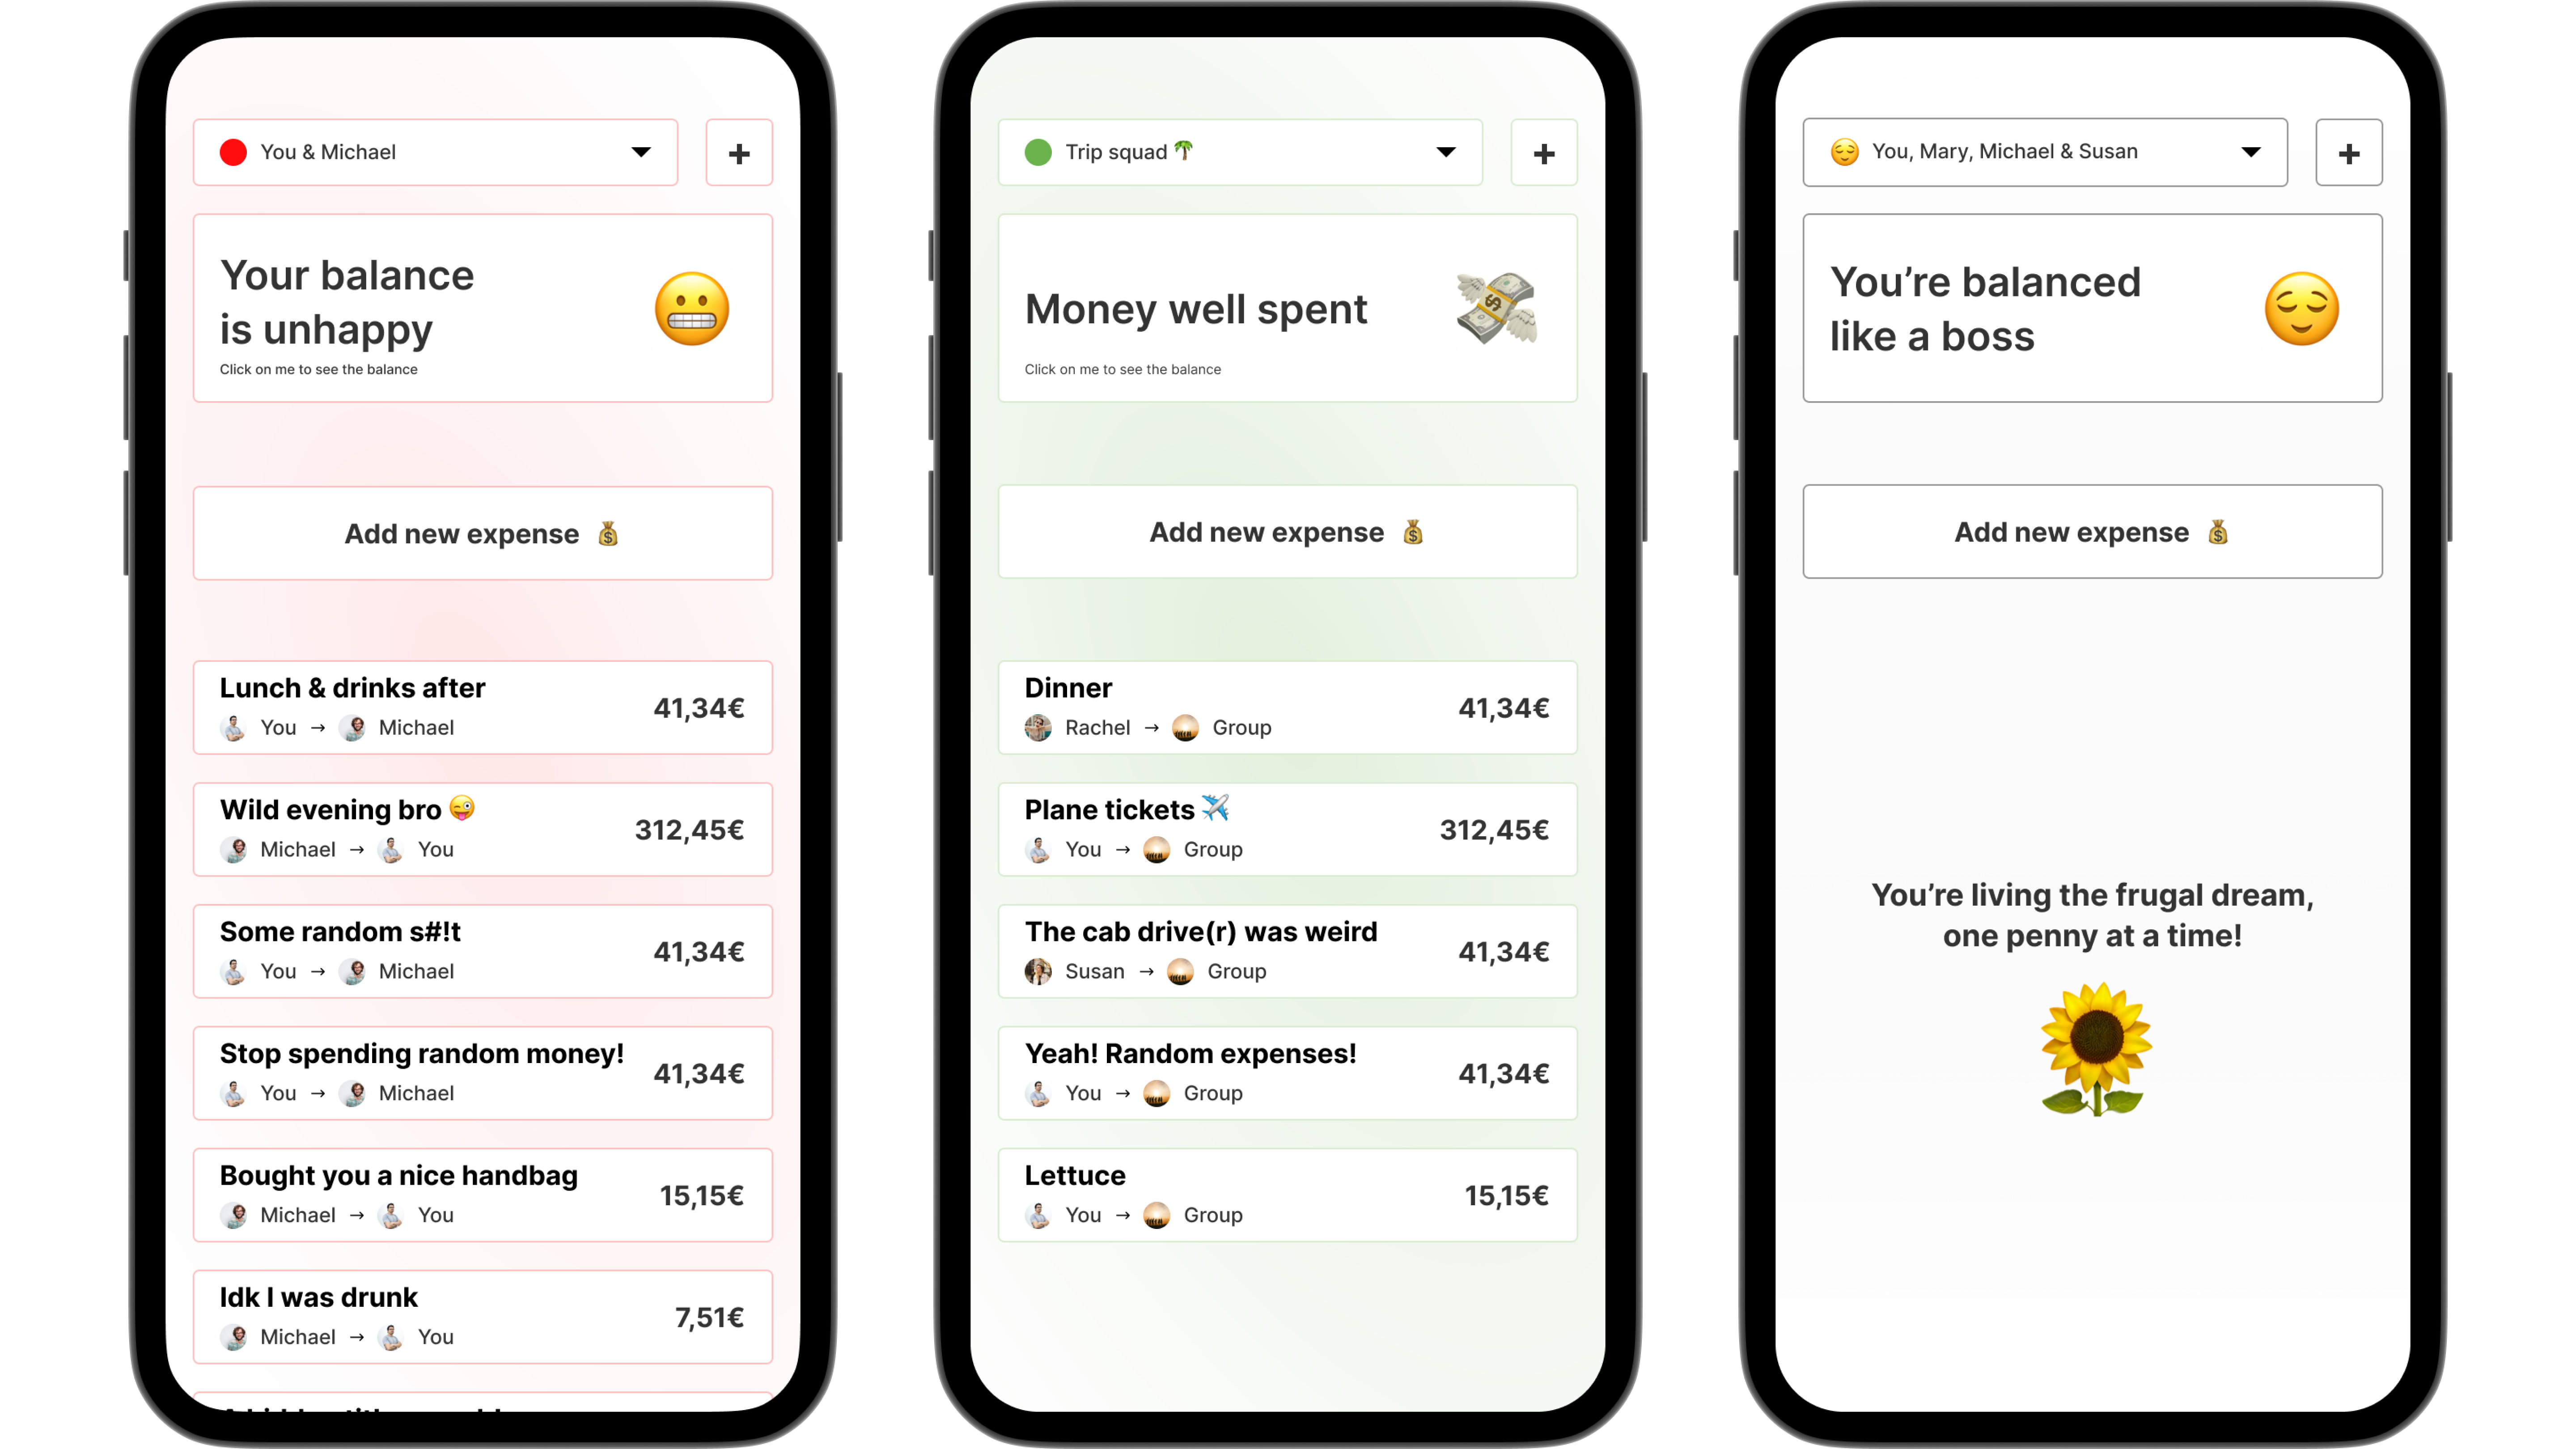 You & Michael
+
Your balance
is unhappy
Click on me to see the balance
Add new expense
Lunch & drinks after
You → Michael
41,34€
Wild evening bro
Michael → You
312,45€
Some random s#!t
You → Michael
41,34€
Stop spending random money!
You → Michael
41,34€
Bought you a nice handbag
Michael → You
15,15€
Idk I was drunk
Michael → You
7,51€
Trip squad
+
Money well spent
Click on me to see the balance
Add new expense
Dinner
Rachel → Group
41,34€
Plane tickets
You → Group
312,45€
The cab drive(r) was weird
Susan → Group
41,34€
Yeah! Random expenses!
You → Group
41,34€
Lettuce
You → Group
15,15€
You, Mary, Michael & Susan
+
You’re balanced
like a boss
Add new expense
You’re living the frugal dream,
one penny at a time!